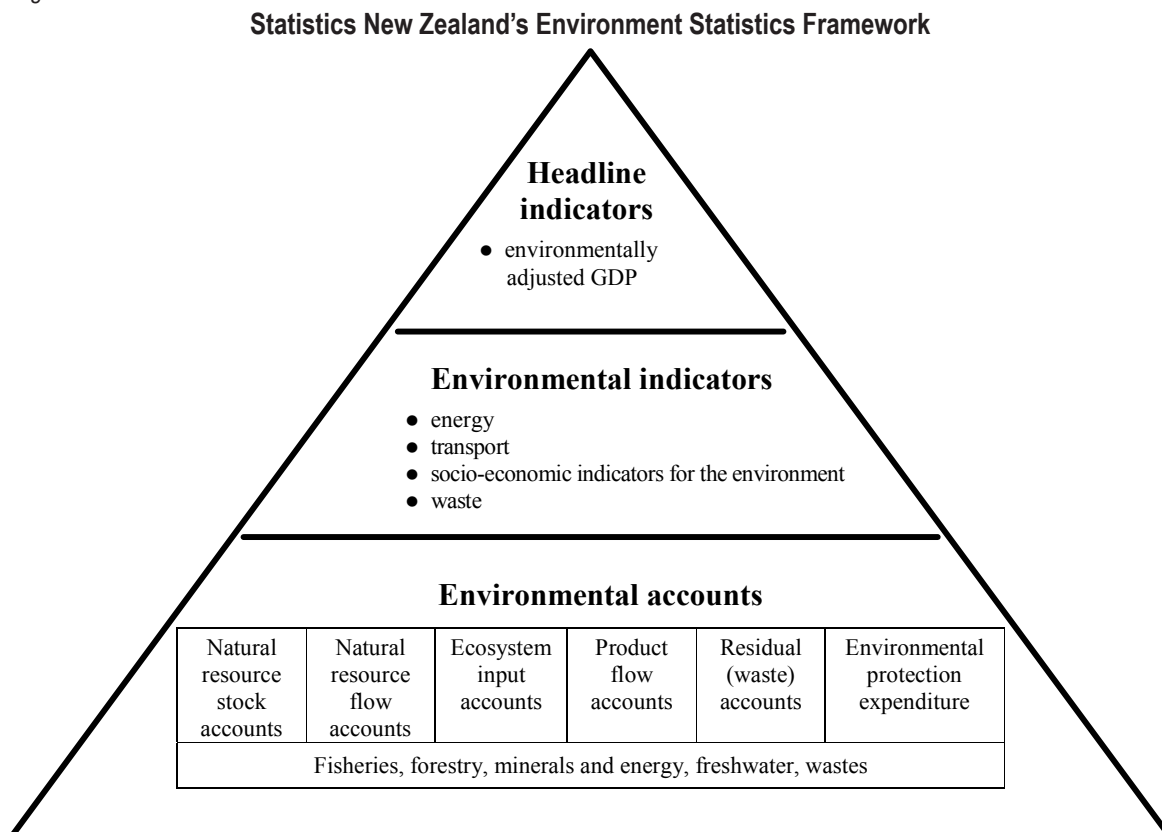 Statistics New Zealand's Environment Statistics Framework
Headline
indicators
● environmentally
adjusted GDP
Environmental indicators
● energy
● transport
● socio-economic indicators for the environment
● waste
Environmental accounts
Natural
resource
stock
accounts
Natural
resource
flow
accounts
Ecosystem
input
accounts
Product
flow
accounts
Residual
(waste)
accounts
Environmental
protection
expenditure
Fisheries, forestry, minerals and energy, freshwater, wastes